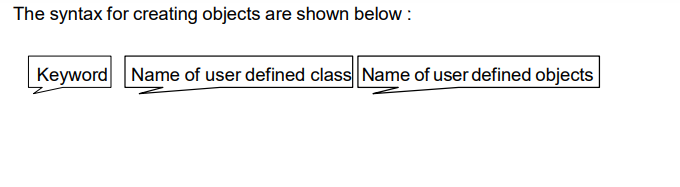 The syntax for creating objects are shown below :
Keyword Name of user defined class Name of user defined objects